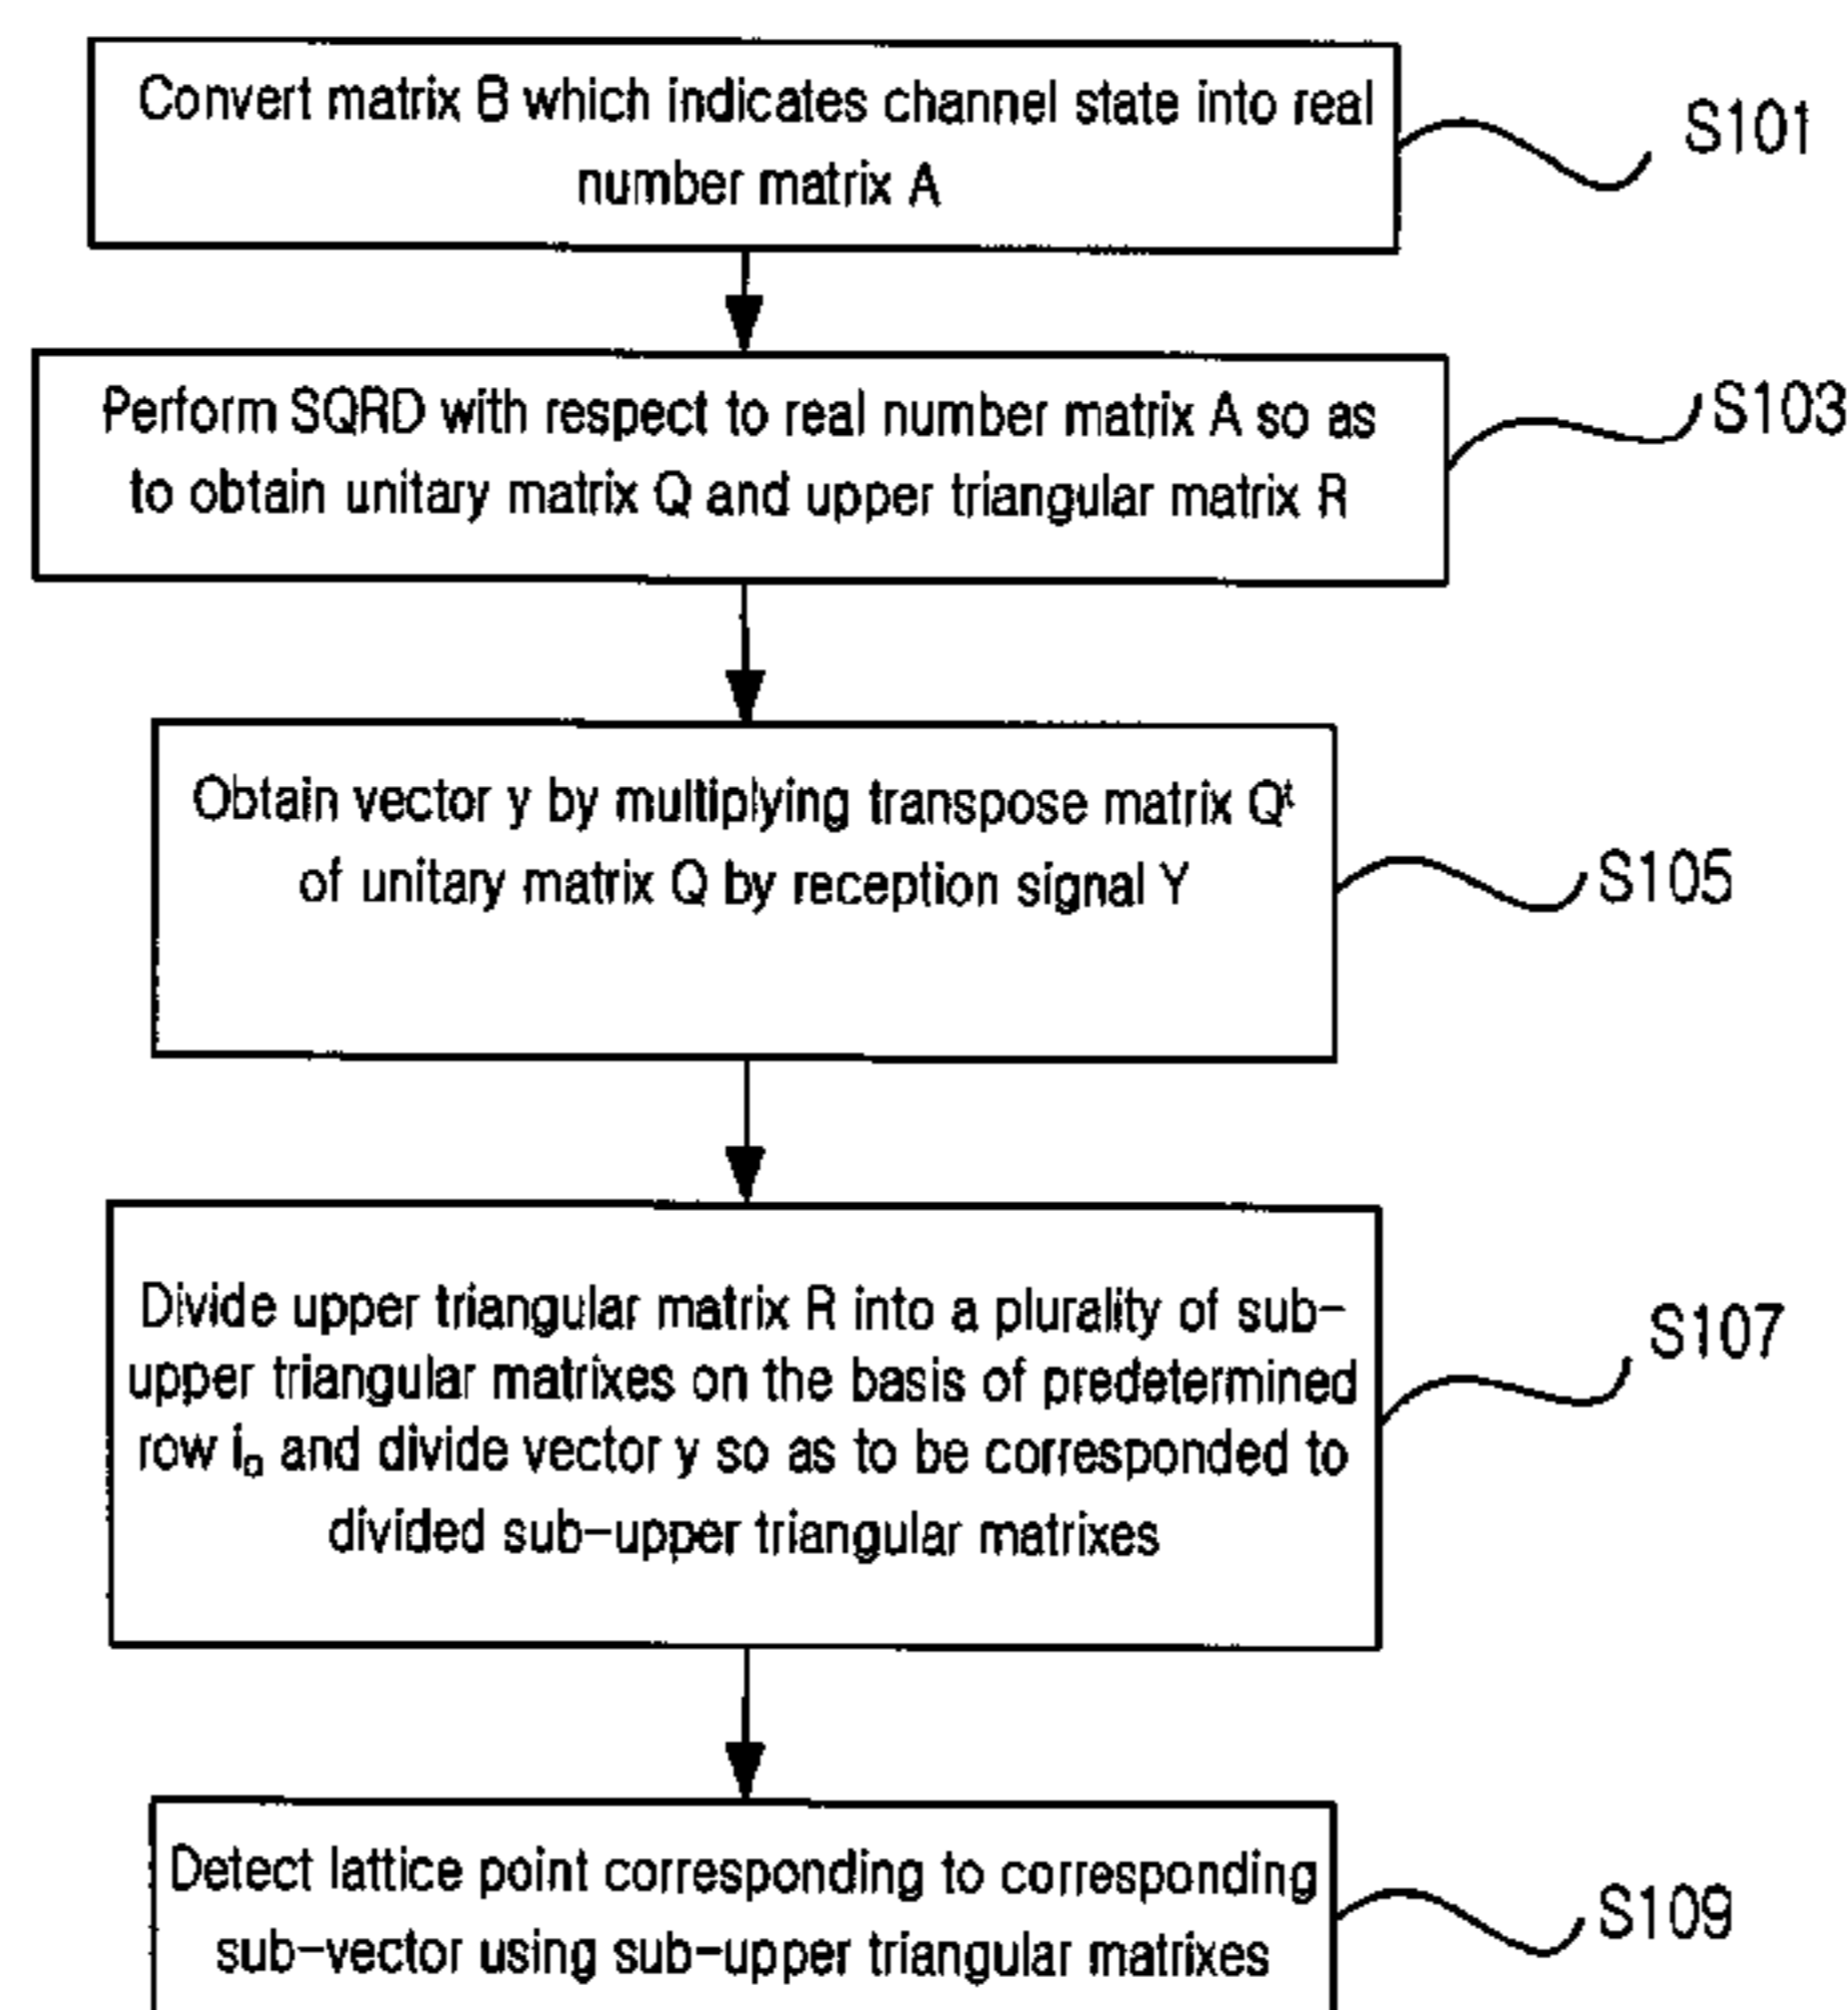 Convert matrix B which indicates channel state into real
number matrix A
S101
Perform SQRD with respect to real number matrix A so as
to obtain unitary matrix Q and upper triangular matrix R
S103
Obtain vector y by multiplying transpose matrix Qᵗ
of unitary matrix Q by reception signal Y
S105
Divide upper triangular matrix R into a plurality of sub-
upper triangular matrixes on the basis of predetermined
row i₀ and divide vector y so as to be corresponded to
divided sub-upper triangular matrixes
S107
Detect lattice point corresponding to corresponding
sub-vector using sub-upper triangular matrixes
S109